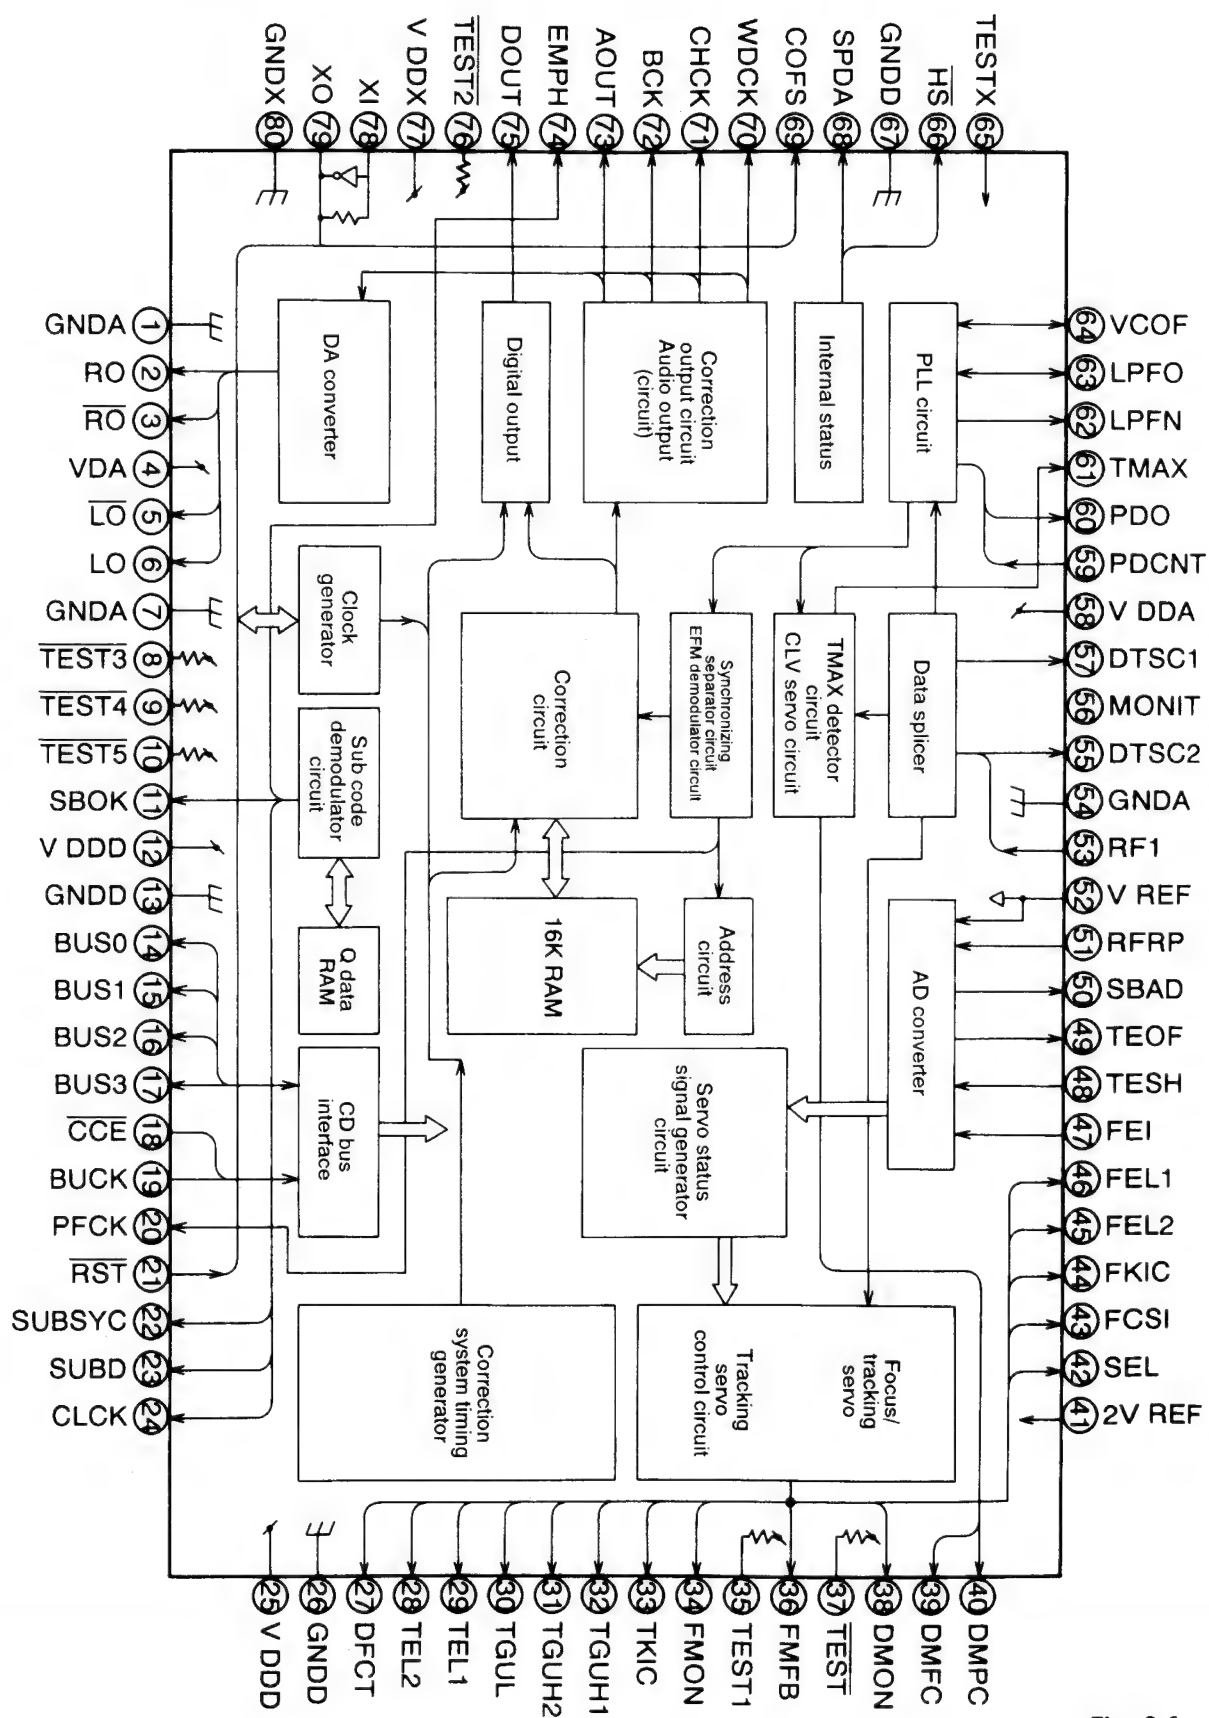 GNDX 80
XO 79
XI 78
V DDX 77
TEST2 76
DOUT 75
EMPH 74
AOUT 73
BCK 72
CHCK 71
WDCK 70
COFS 69
SPDA 68
GNDD 67
HS 66
TESTX 65
GNDA 1
RO 2
RO 3
VDA 4
LO 5
LO 6
GNDA 7
TEST3 8
TEST4 9
TEST5 10
SBOK 11
V DDD 12
GNDD 13
BUS0 14
BUS1 15
BUS2 16
BUS3 17
CCE 18
BUCK 19
PFCK 20
RST 21
SUBSYC 22
SUBD 23
CLCK 24
DA converter
Digital output
Correction
output circuit
Audio output
(circuit)
Internal status
PLL circuit
Clock
generator
Correction
circuit
Synchronizing
separator circuit
EFM demodulator circuit
TMAX detector
circuit
CLV servo circuit
Data splicer
Sub code
demodulator
circuit
Q data
RAM
16K RAM
Address
circuit
AD converter
CD bus
interface
Servo status
signal generator
circuit
Correction
system timing
generator
Focus/
tracking
servo
Tracking
servo
control circuit
64 VCOF
63 LPFO
62 LPFN
61 TMAX
60 PDO
59 PDCNT
58 V DDA
57 DTSC1
56 MONIT
55 DTSC2
54 GNDA
53 RF1
52 V REF
51 RFRP
50 SBAD
49 TEOF
48 TESH
47 FEI
46 FEL1
45 FEL2
44 FKIC
43 FCSI
42 SEL
41 2V REF
25 V DDD
26 GNDD
27 DFCT
28 TEL2
29 TEL1
30 TGUL
31 TGUH2
32 TGUH1
33 TKIC
34 FMON
35 TEST1
36 FMFB
37 TEST
38 DMON
39 DMFC
40 DMPC